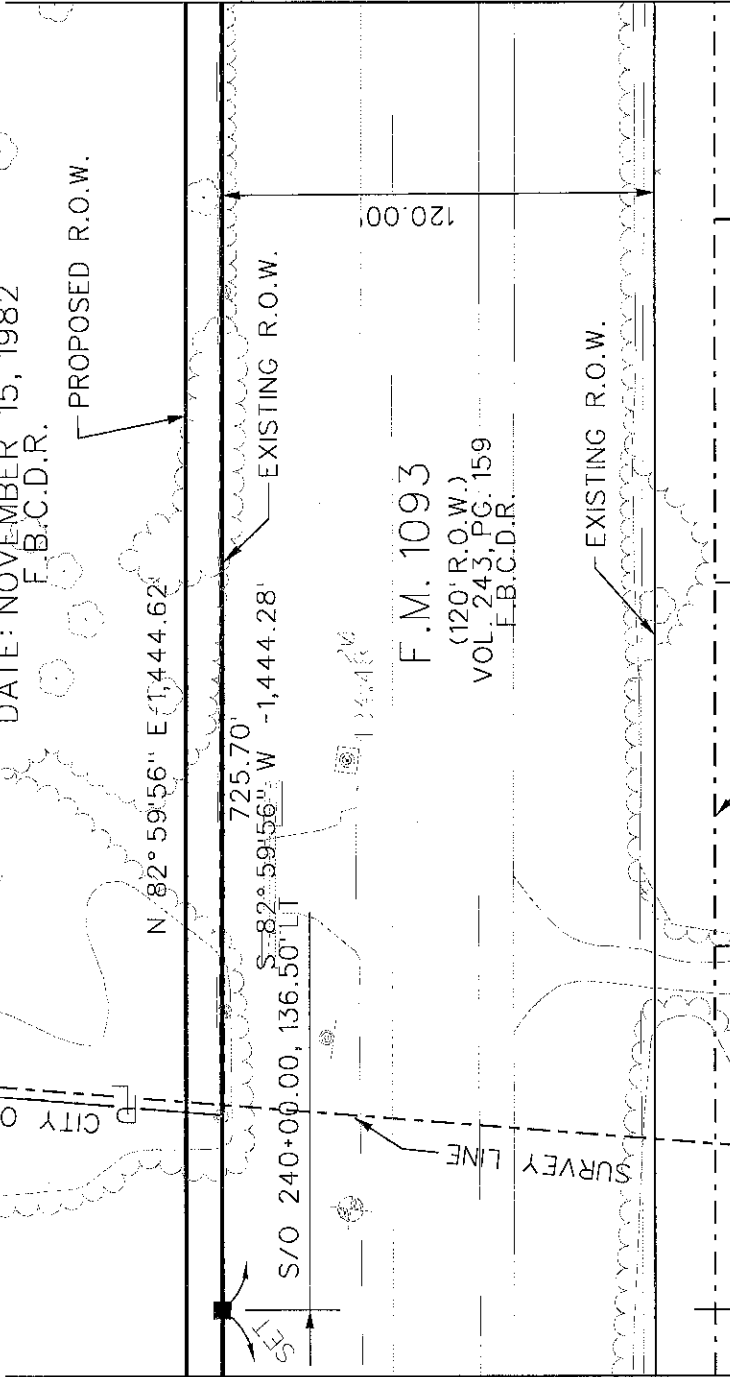 DATE: NOVEMBER 15, 1982
F.B.C.D.R.
PROPOSED R.O.W.
N 82°59'56" E -1,444.62'
EXISTING R.O.W.
725.70'
S 82°59'56" W -1,444.28'
S/O 240+00.00, 136.50' LT
120.00'
F.M. 1093
(120' R.O.W.)
VOL. 243, PG. 159
F.B.C.D.R.
EXISTING R.O.W.
CITY O
SURVEY LINE
SET